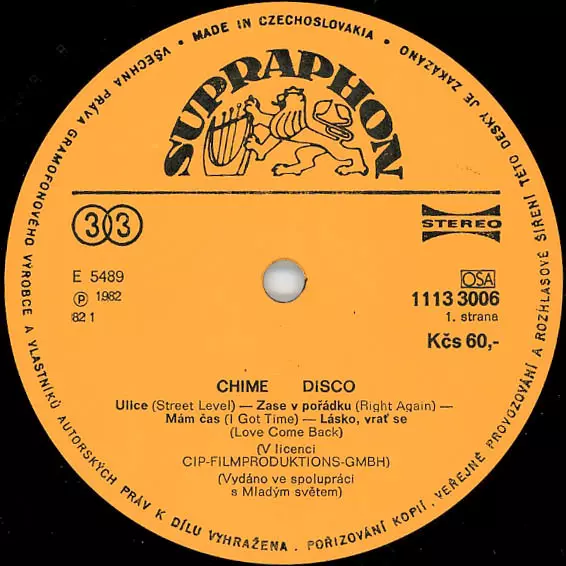 MADE IN CZECHOSLOVAKIA •
VŠECHNA PRÁVA GRAMOFONOVÉHO VÝROBCE A VLASTNÍKŮ AUTORSKÝCH PRÁV K DÍLU VYHRAŽENA. POŘIZOVÁNÍ KOPIÍ, VEŘEJNÉ PROVOZOVÁNÍ A ROZHLASOVÉ ŠÍŘENÍ TÉTO DESKY JE ZAKÁZÁNO •
SUPRAPHON
33
STEREO
E 5489
OSA
℗ 1982
1113 3006
82 1
1. strana
Kčs 60,-
CHIME DISCO
Ulice (Street Level) — Zase v pořádku (Right Again) —
Mám čas (I Got Time) — Lásko, vrať se
(Love Come Back)
(V licenci
CIP-FILMPRODUKTIONS-GMBH)
(Vydáno ve spolupráci
s Mladým světem)